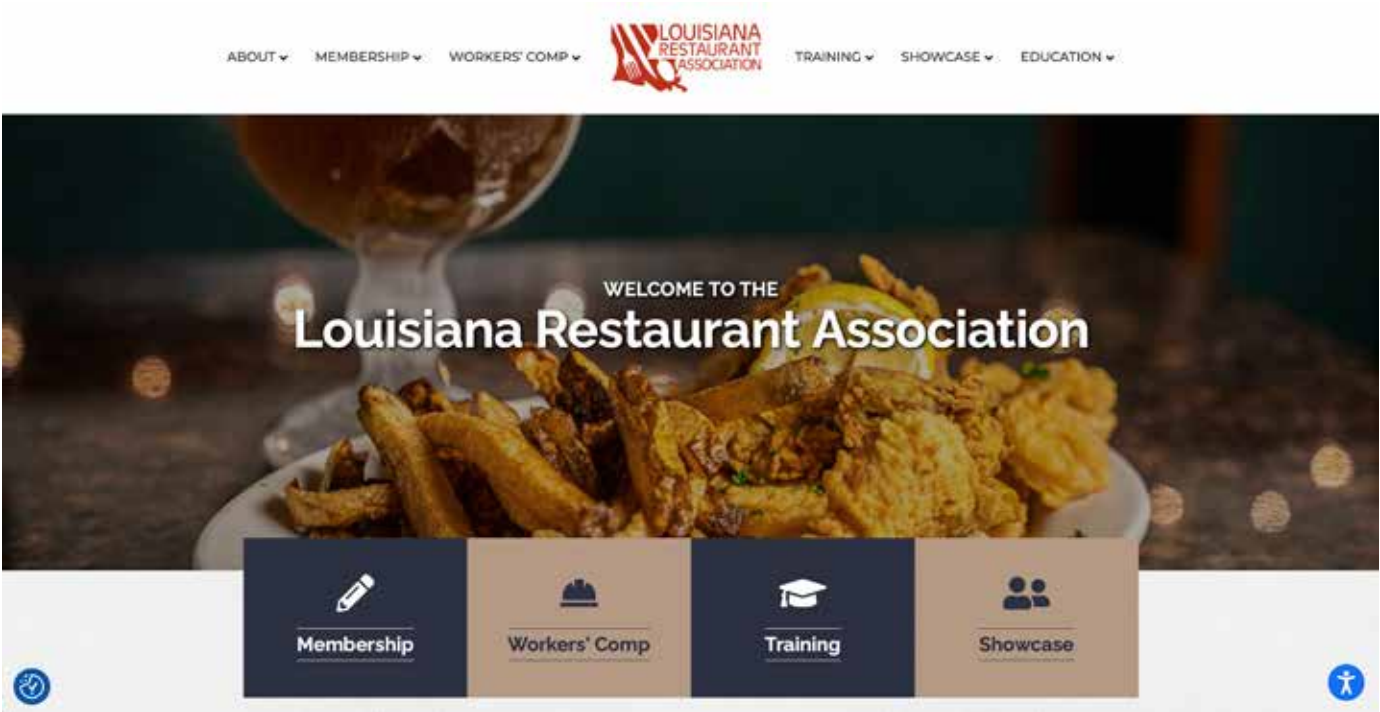 ABOUT
MEMBERSHIP
WORKERS' COMP
LOUISIANA
RESTAURANT
ASSOCIATION
TRAINING
SHOWCASE
EDUCATION
WELCOME TO THE
Louisiana Restaurant Association
Membership
Workers' Comp
Training
Showcase